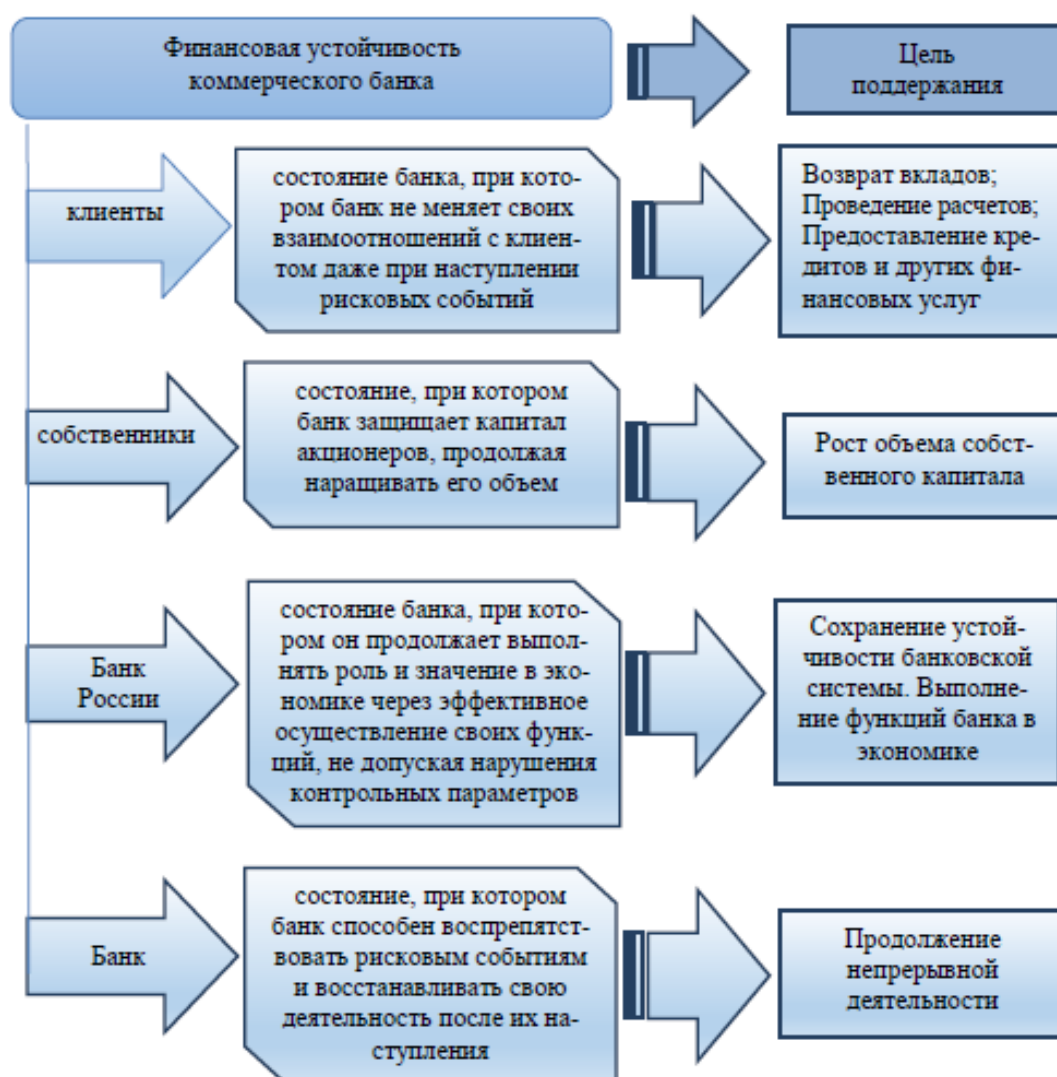 Финансовая устойчивость
коммерческого банка
Цель
поддержания
клиенты
состояние банка, при кото-
ром банк не меняет своих
взаимоотношений с клиен-
том даже при наступлении
рисковых событий
Возврат вкладов;
Проведение расчетов;
Предоставление кре-
дитов и других фи-
нансовых услуг
собственники
состояние, при котором
банк защищает капитал
акционеров, продолжая
наращивать его объем
Рост объема собст-
венного капитала
Банк
России
состояние банка, при кото-
ром он продолжает выпол-
нять роль и значение в эко-
номике через эффективное
осуществление своих функ-
ций, не допуская нарушения
контрольных параметров
Сохранение устой-
чивости банковской
системы. Выполне-
ние функций банка в
экономике
Банк
состояние, при котором
банк способен воспрепятст-
вовать рисковым событиям
и восстанавливать свою
деятельность после их на-
ступления
Продолжение
непрерывной
деятельности